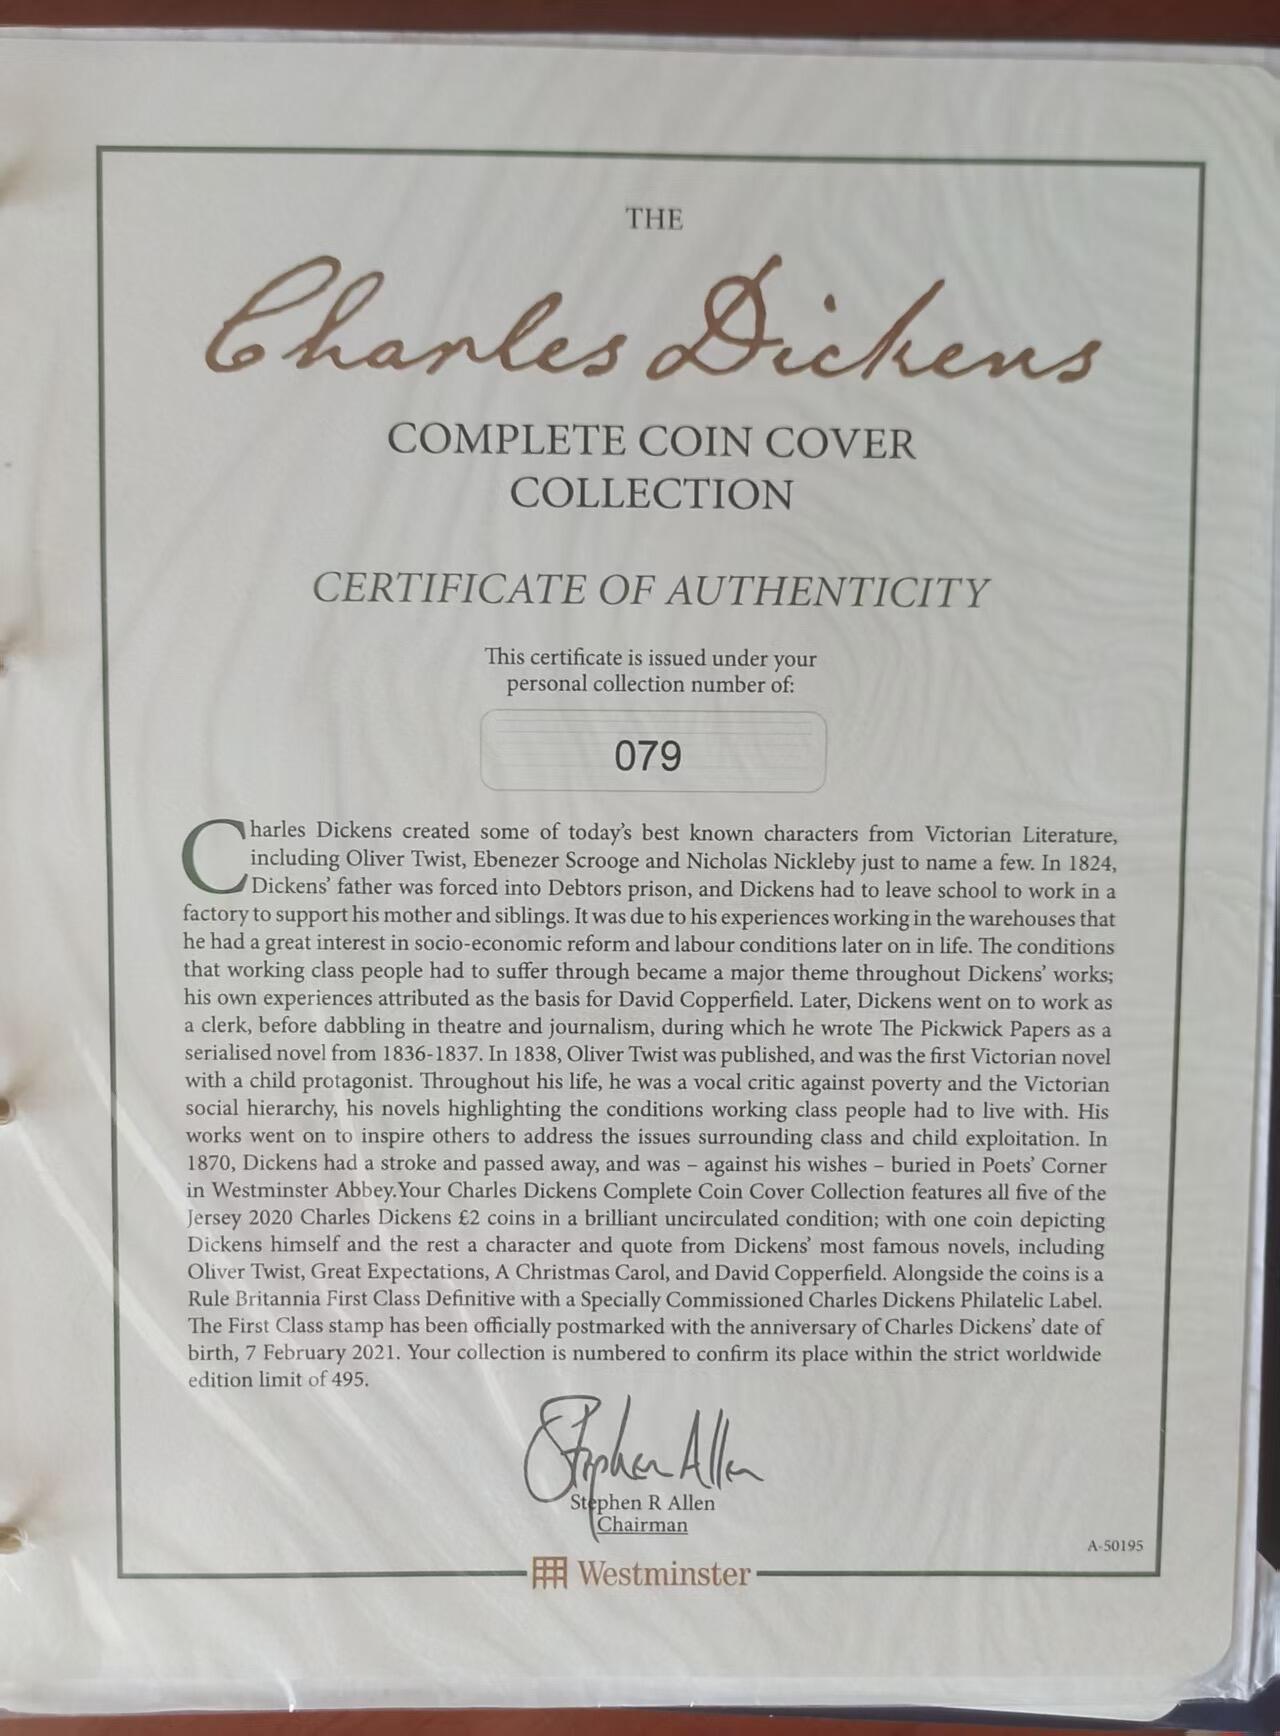 THE
Charles Dickens
COMPLETE COIN COVER
COLLECTION
CERTIFICATE OF AUTHENTICITY
This certificate is issued under your
personal collection number of:
079
Charles Dickens created some of today's best known characters from Victorian Literature,
including Oliver Twist, Ebenezer Scrooge and Nicholas Nickleby just to name a few. In 1824,
Dickens' father was forced into Debtors prison, and Dickens had to leave school to work in a
factory to support his mother and siblings. It was due to his experiences working in the warehouses that
he had a great interest in socio-economic reform and labour conditions later on in life. The conditions
that working class people had to suffer through became a major theme throughout Dickens' works;
his own experiences attributed as the basis for David Copperfield. Later, Dickens went on to work as
a clerk, before dabbling in theatre and journalism, during which he wrote The Pickwick Papers as a
serialised novel from 1836-1837. In 1838, Oliver Twist was published, and was the first Victorian novel
with a child protagonist. Throughout his life, he was a vocal critic against poverty and the Victorian
social hierarchy, his novels highlighting the conditions working class people had to live with. His
works went on to inspire others to address the issues surrounding class and child exploitation. In
1870, Dickens had a stroke and passed away, and was – against his wishes – buried in Poets' Corner
in Westminster Abbey.Your Charles Dickens Complete Coin Cover Collection features all five of the
Jersey 2020 Charles Dickens £2 coins in a brilliant uncirculated condition; with one coin depicting
Dickens himself and the rest a character and quote from Dickens' most famous novels, including
Oliver Twist, Great Expectations, A Christmas Carol, and David Copperfield. Alongside the coins is a
Rule Britannia First Class Definitive with a Specially Commissioned Charles Dickens Philatelic Label.
The First Class stamp has been officially postmarked with the anniversary of Charles Dickens' date of
birth, 7 February 2021. Your collection is numbered to confirm its place within the strict worldwide
edition limit of 495.
Stephen Allen
Stephen R Allen
Chairman
A-50195
Westminster